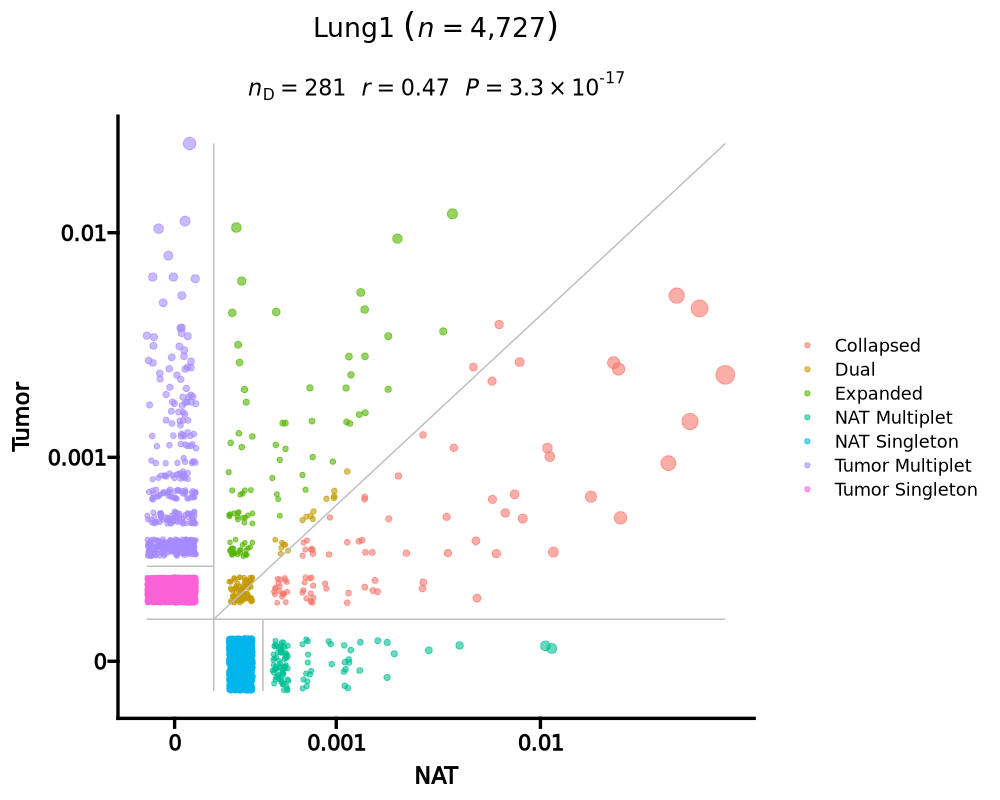 Lung1 (n = 4,727)
n_D = 281 r = 0.47 P = 3.3 × 10^-17
Tumor
0.01
0.001
0
0
0.001
0.01
NAT
Collapsed
Dual
Expanded
NAT Multiplet
NAT Singleton
Tumor Multiplet
Tumor Singleton